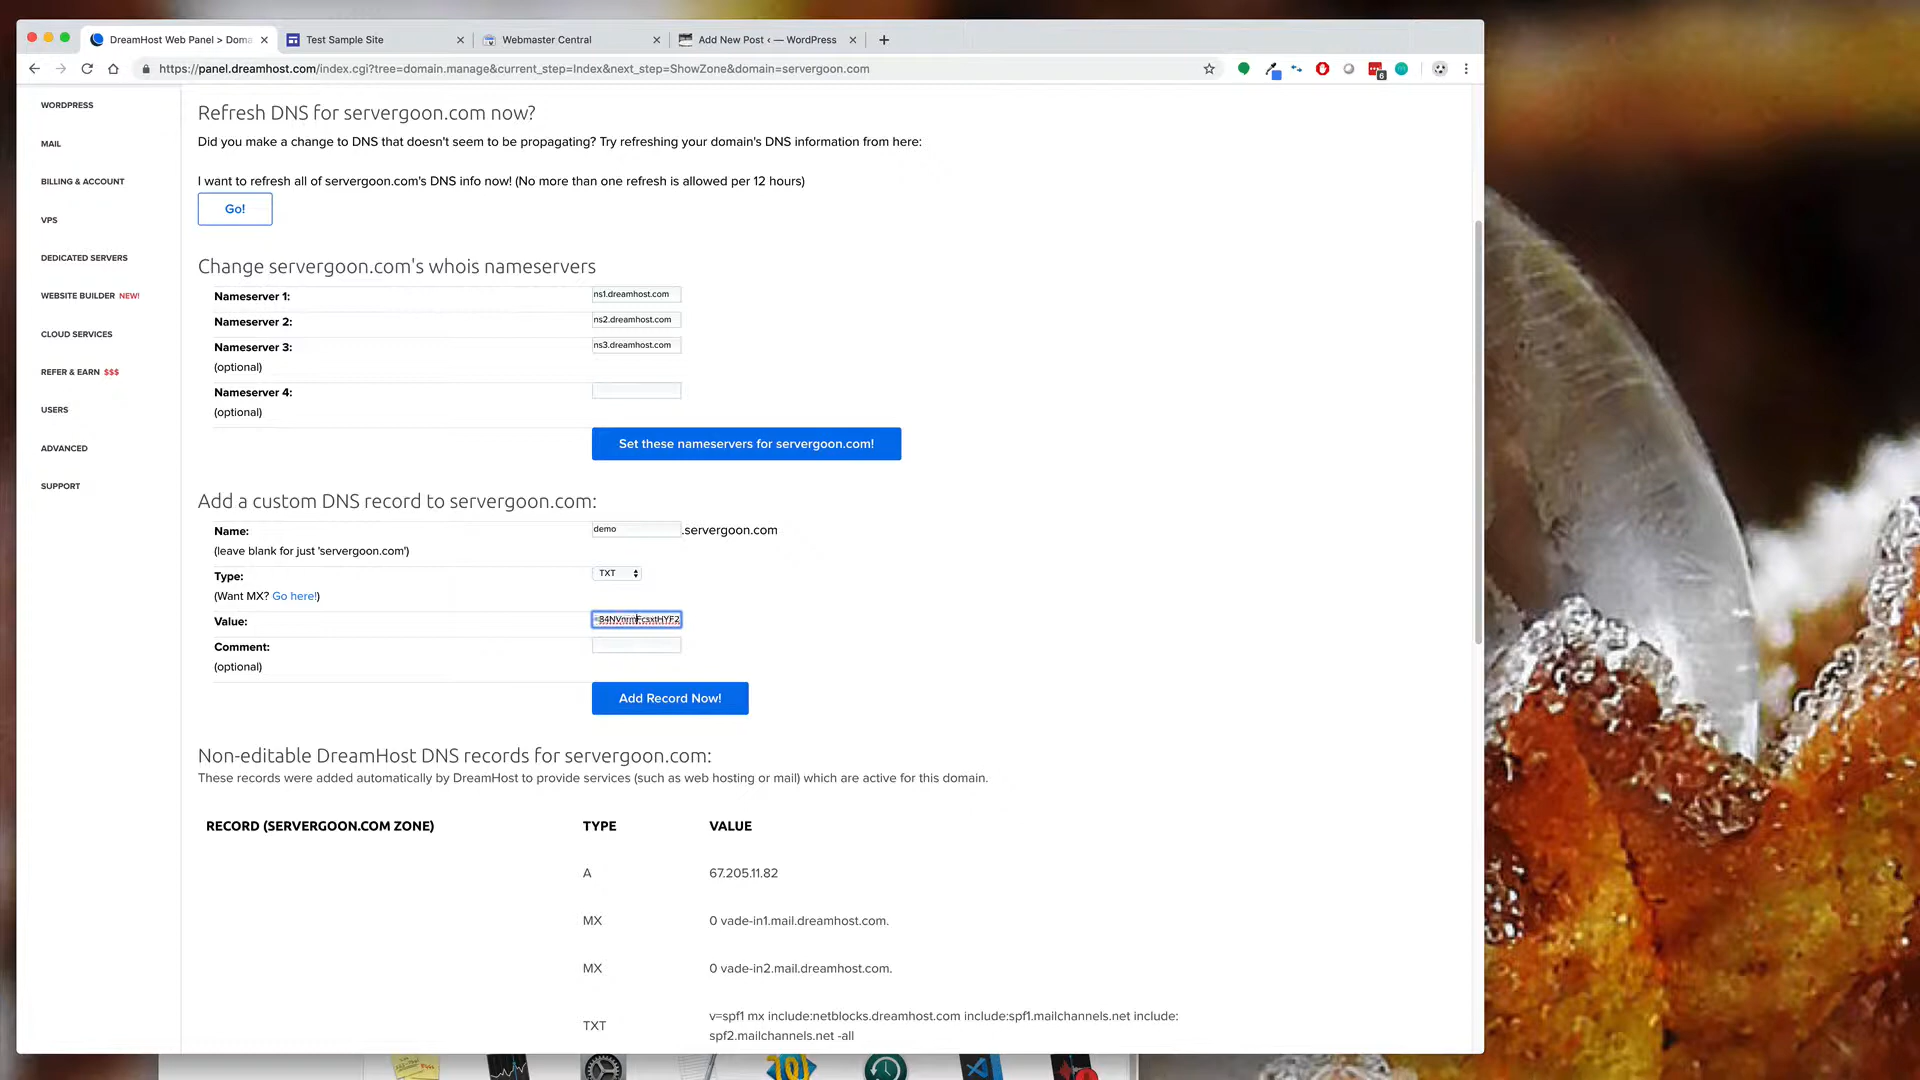 DreamHost Web Panel > Doma
Test Sample Site
Webmaster Central
Add New Post ‹ — WordPress
https://panel.dreamhost.com/index.cgi?tree=domain.manage&current_step=Index&next_step=ShowZone&domain=servergoon.com
6
WORDPRESS
MAIL
BILLING & ACCOUNT
VPS
DEDICATED SERVERS
WEBSITE BUILDER NEW!
CLOUD SERVICES
REFER & EARN $$$
USERS
ADVANCED
SUPPORT
Refresh DNS for servergoon.com now?
Did you make a change to DNS that doesn't seem to be propagating? Try refreshing your domain's DNS information from here:
I want to refresh all of servergoon.com's DNS info now! (No more than one refresh is allowed per 12 hours)
Go!
Change servergoon.com's whois nameservers
Nameserver 1: ns1.dreamhost.com
Nameserver 2: ns2.dreamhost.com
Nameserver 3: ns3.dreamhost.com
(optional)
Nameserver 4:
(optional)
Set these nameservers for servergoon.com!
Add a custom DNS record to servergoon.com:
Name: demo .servergoon.com
(leave blank for just 'servergoon.com')
Type: TXT
(Want MX? Go here!)
Value:
Comment:
(optional)
Add Record Now!
Non-editable DreamHost DNS records for servergoon.com:
These records were added automatically by DreamHost to provide services (such as web hosting or mail) which are active for this domain.
RECORD (SERVERGOON.COM ZONE) TYPE VALUE
A 67.205.11.82
MX 0 vade-in1.mail.dreamhost.com.
MX 0 vade-in2.mail.dreamhost.com.
TXT v=spf1 mx include:netblocks.dreamhost.com include:spf1.mailchannels.net include:
spf2.mailchannels.net -all